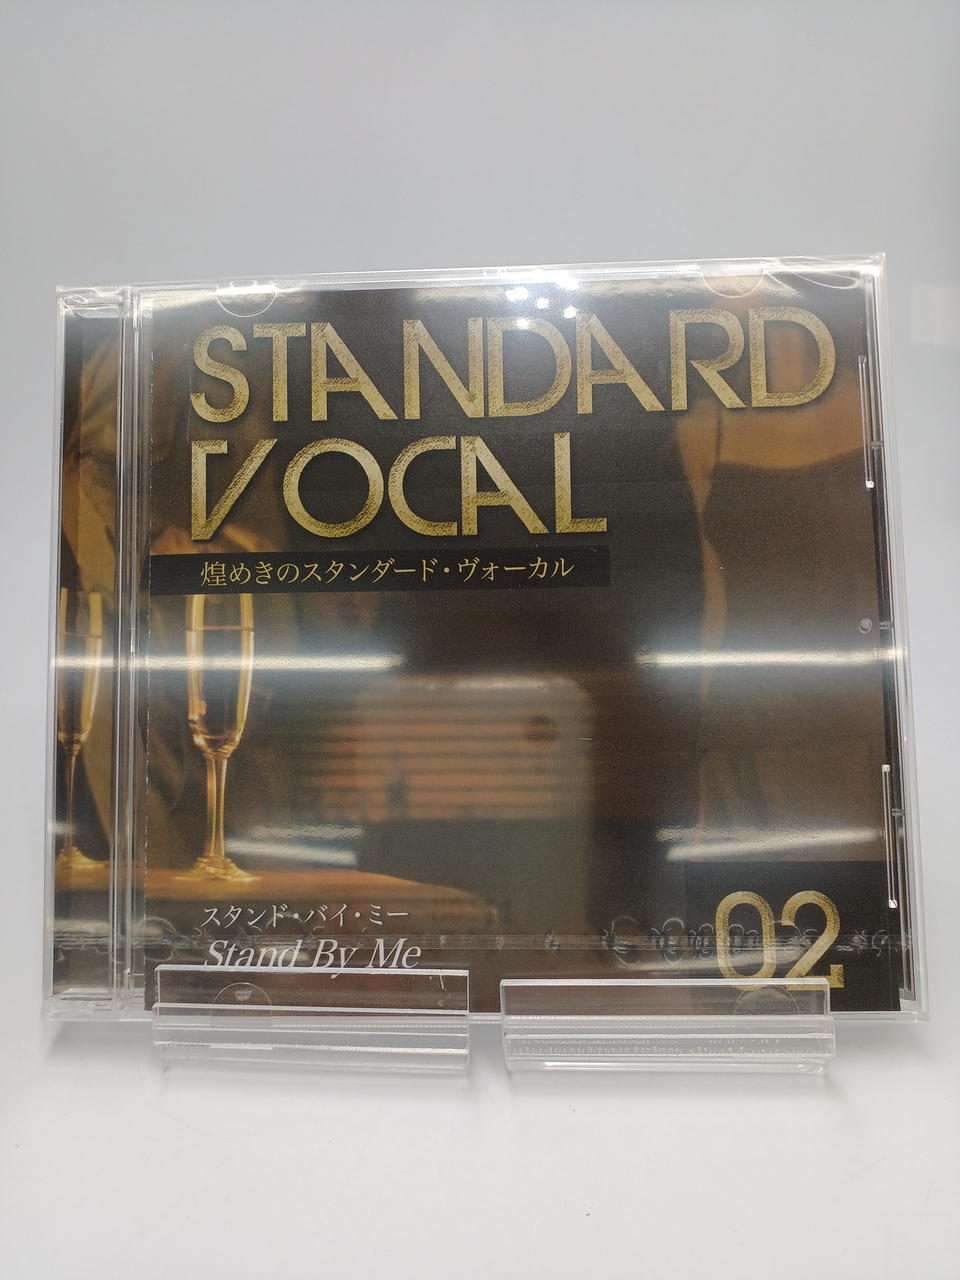 STANDARD
VOCAL
煌めきのスタンダード・ヴォーカル
スタンド・バイ・ミー
Stand By Me
02